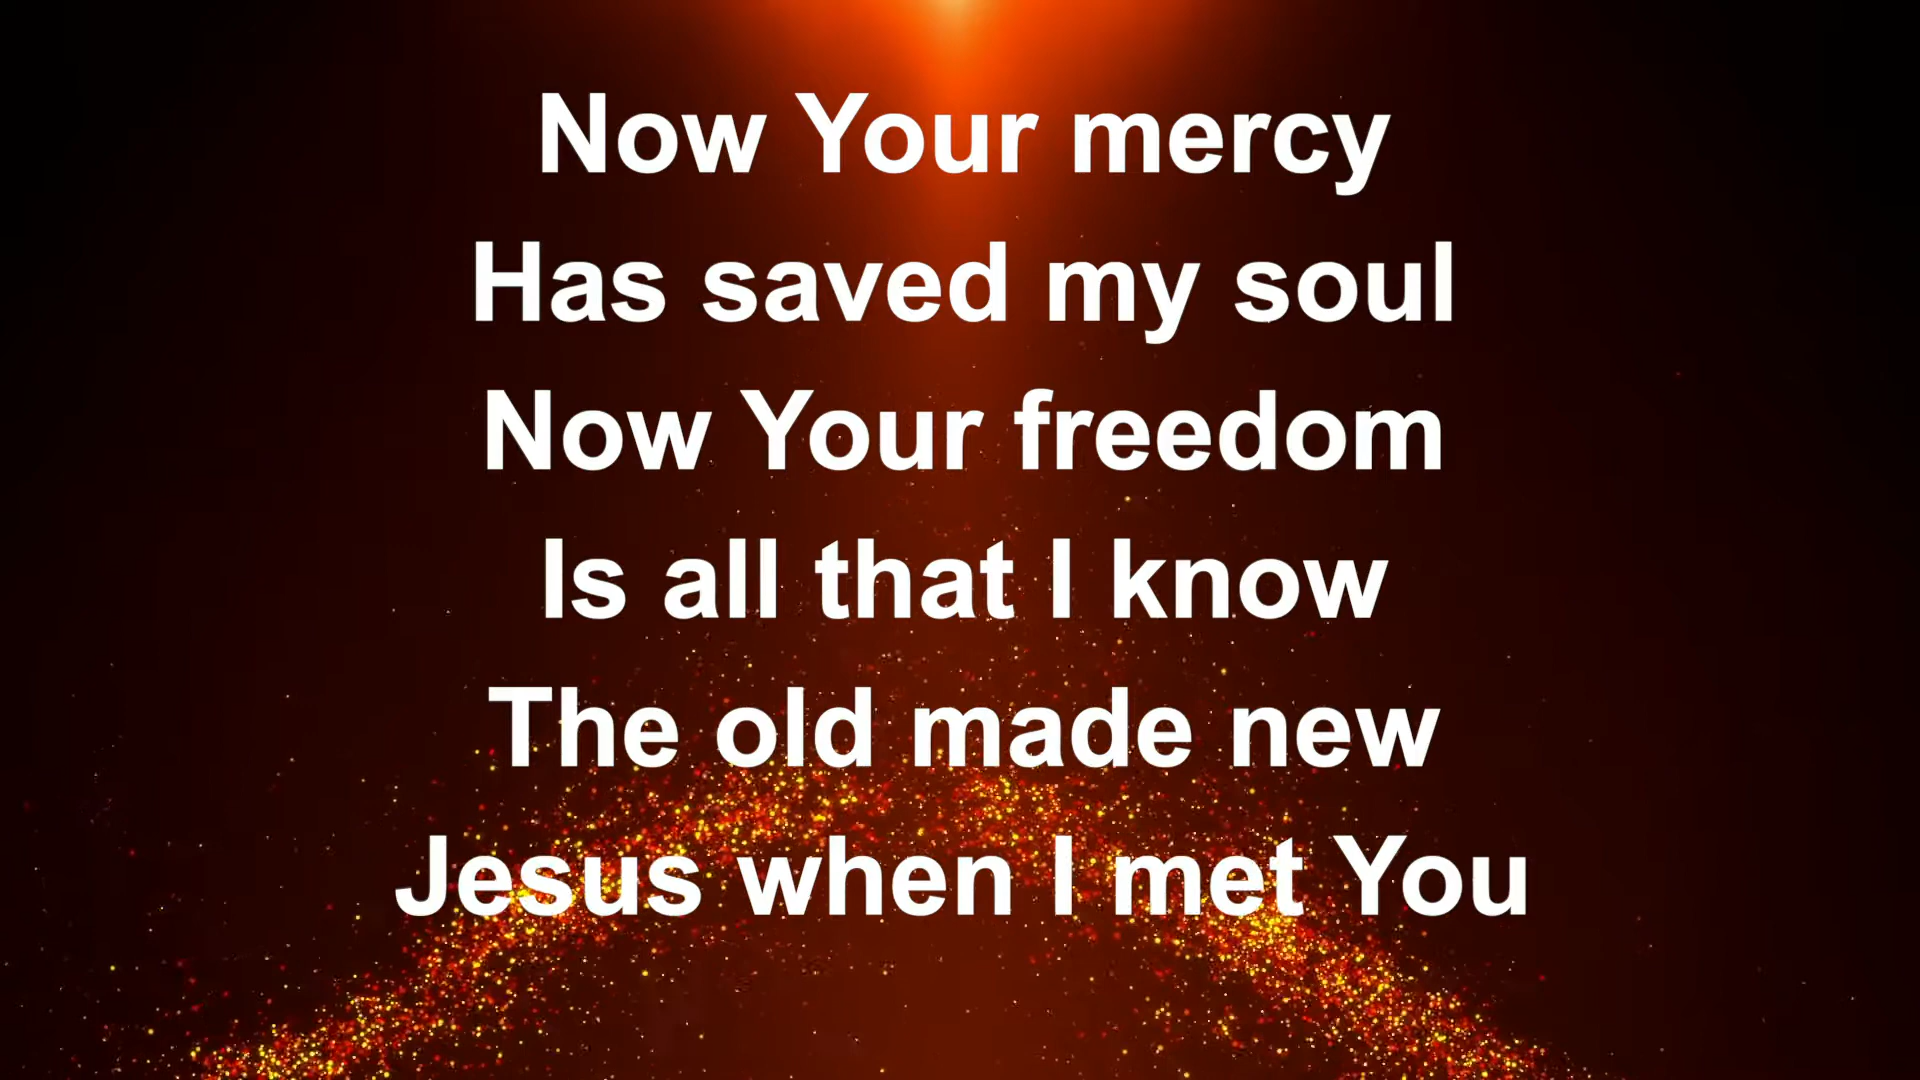 Now Your mercy
Has saved my soul
Now Your freedom
Is all that I know
The old made new
Jesus when I met You